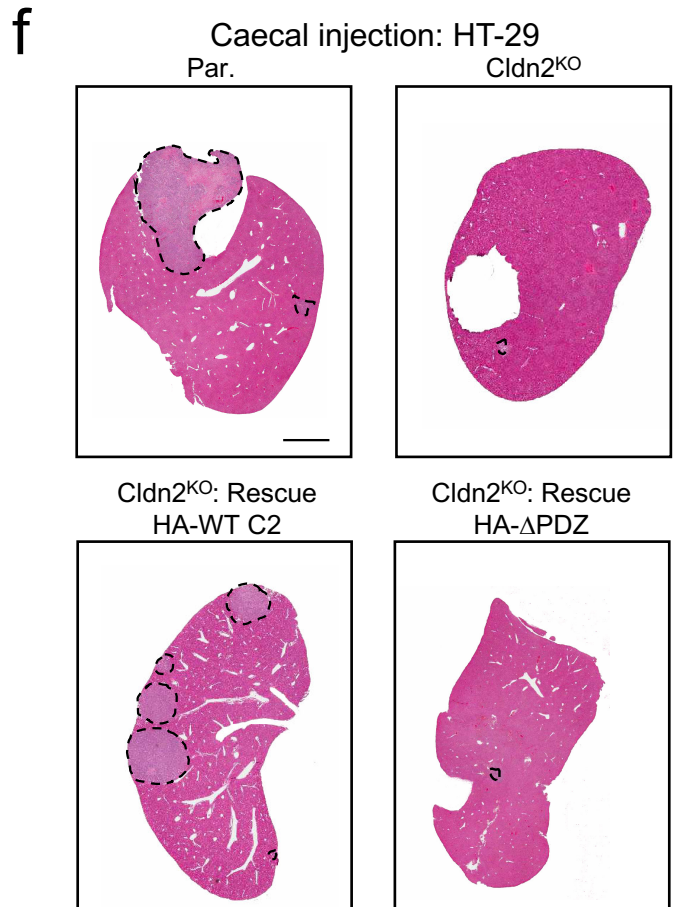 f
Caecal injection: HT-29
Par.
Cldn2KO
Cldn2KO: Rescue
HA-WT C2
Cldn2KO: Rescue
HA-ΔPDZ